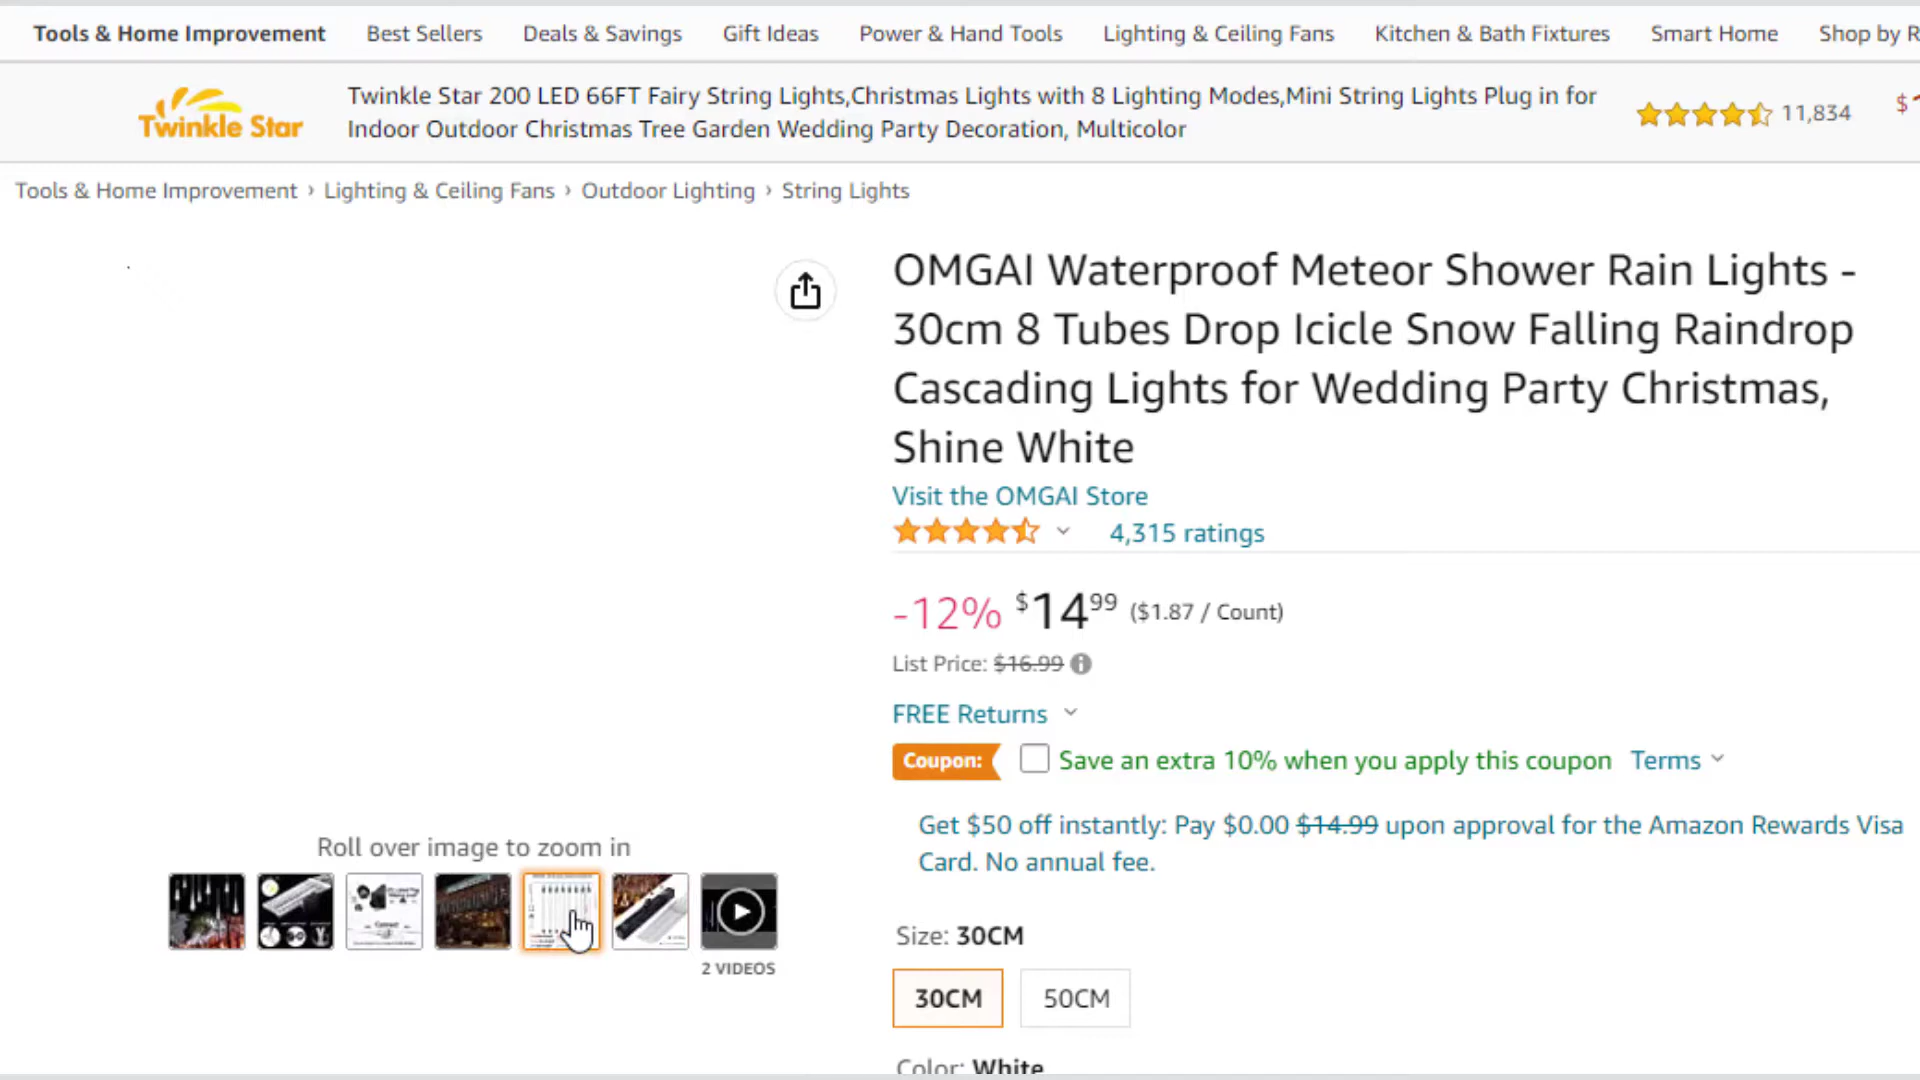 Tools & Home Improvement Best Sellers Deals & Savings Gift Ideas Power & Hand Tools Lighting & Ceiling Fans Kitchen & Bath Fixtures Smart Home Shop by R
Twinkle Star
Twinkle Star 200 LED 66FT Fairy String Lights,Christmas Lights with 8 Lighting Modes,Mini String Lights Plug in for
Indoor Outdoor Christmas Tree Garden Wedding Party Decoration, Multicolor
11,834
$
Tools & Home Improvement › Lighting & Ceiling Fans › Outdoor Lighting › String Lights
OMGAI Waterproof Meteor Shower Rain Lights -
30cm 8 Tubes Drop Icicle Snow Falling Raindrop
Cascading Lights for Wedding Party Christmas,
Shine White
Visit the OMGAI Store
4,315 ratings
-12% $14 99 ($1.87 / Count)
List Price: $16.99
FREE Returns
Coupon: Save an extra 10% when you apply this coupon Terms
Get $50 off instantly: Pay $0.00 $14.99 upon approval for the Amazon Rewards Visa
Card. No annual fee.
Roll over image to zoom in
2 VIDEOS
Size: 30CM
30CM 50CM
Color: White